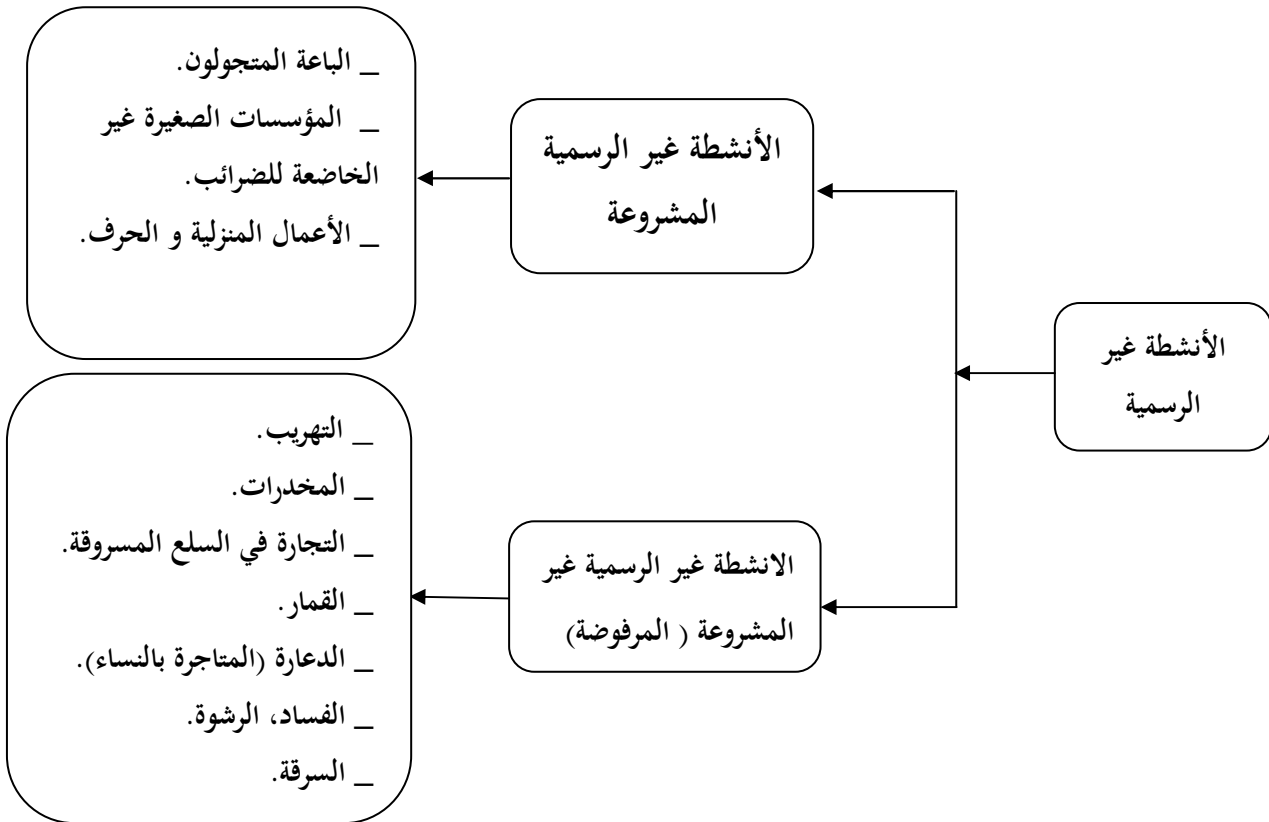 الأنشطة غير
الرسمية
الأنشطة غير الرسمية
المشروعة
_ الباعة المتجولون.
_ المؤسسات الصغيرة غير
الخاضعة للضرائب.
_ الأعمال المنزلية و الحرف.
الانشطة غير الرسمية غير
المشروعة ( المرفوضة)
_ التهريب.
_ المخدرات.
_ التجارة في السلع المسروقة.
_ القمار.
_ الدعارة (المتاجرة بالنساء).
_ الفساد، الرشوة.
_ السرقة.